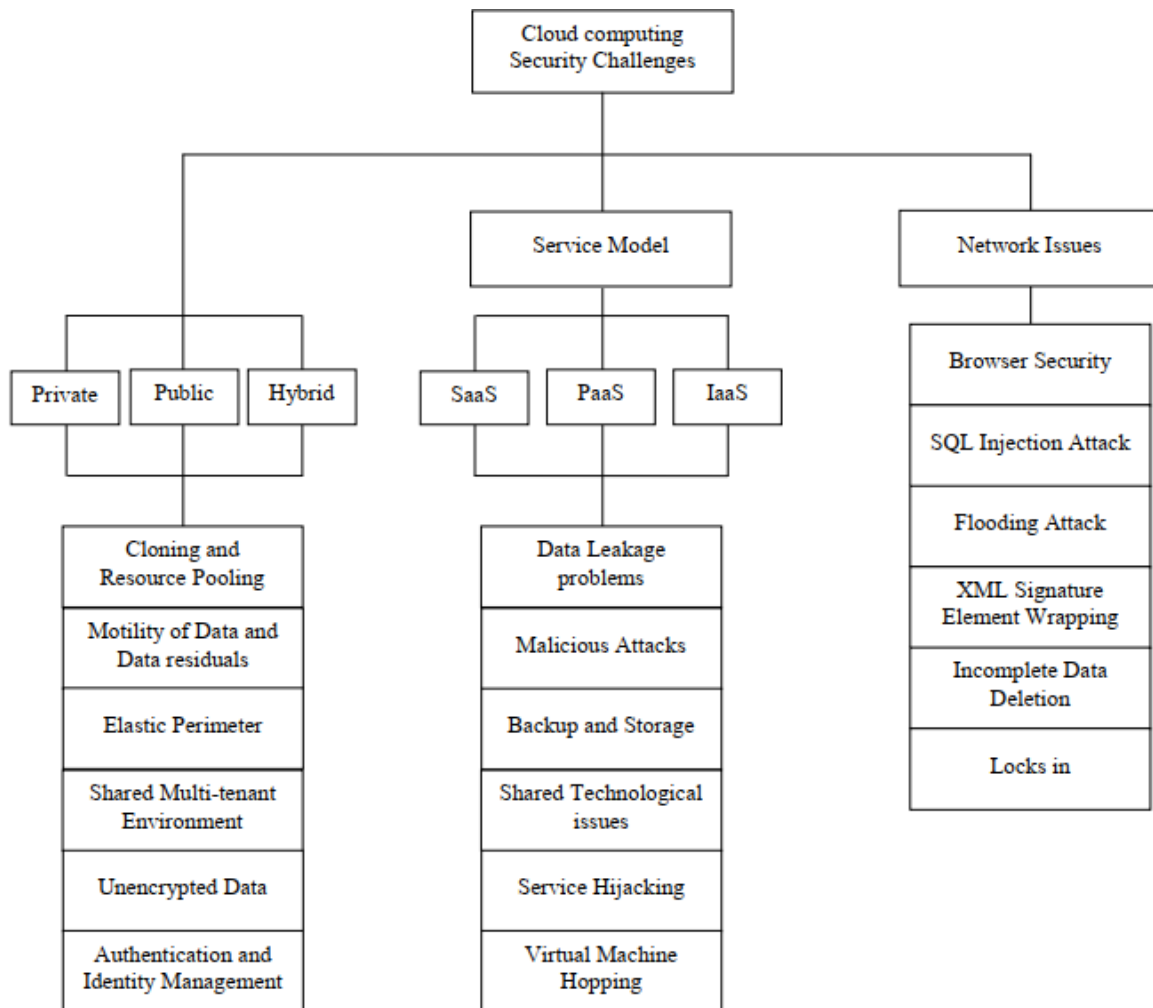 Cloud computing
Security Challenges
Service Model
Network Issues
Private
Public
Hybrid
SaaS
PaaS
IaaS
Cloning and
Resource Pooling
Motility of Data and
Data residuals
Elastic Perimeter
Shared Multi-tenant
Environment
Unencrypted Data
Authentication and
Identity Management
Data Leakage
problems
Malicious Attacks
Backup and Storage
Shared Technological
issues
Service Hijacking
Virtual Machine
Hopping
Browser Security
SQL Injection Attack
Flooding Attack
XML Signature
Element Wrapping
Incomplete Data
Deletion
Locks in